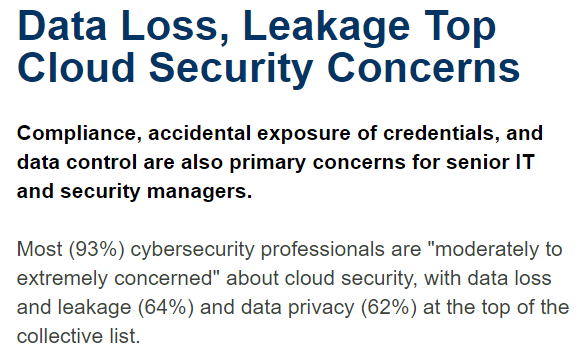 Data Loss, Leakage Top
Cloud Security Concerns
Compliance, accidental exposure of credentials, and
data control are also primary concerns for senior IT
and security managers.
Most (93%) cybersecurity professionals are "moderately to
extremely concerned" about cloud security, with data loss
and leakage (64%) and data privacy (62%) at the top of the
collective list.